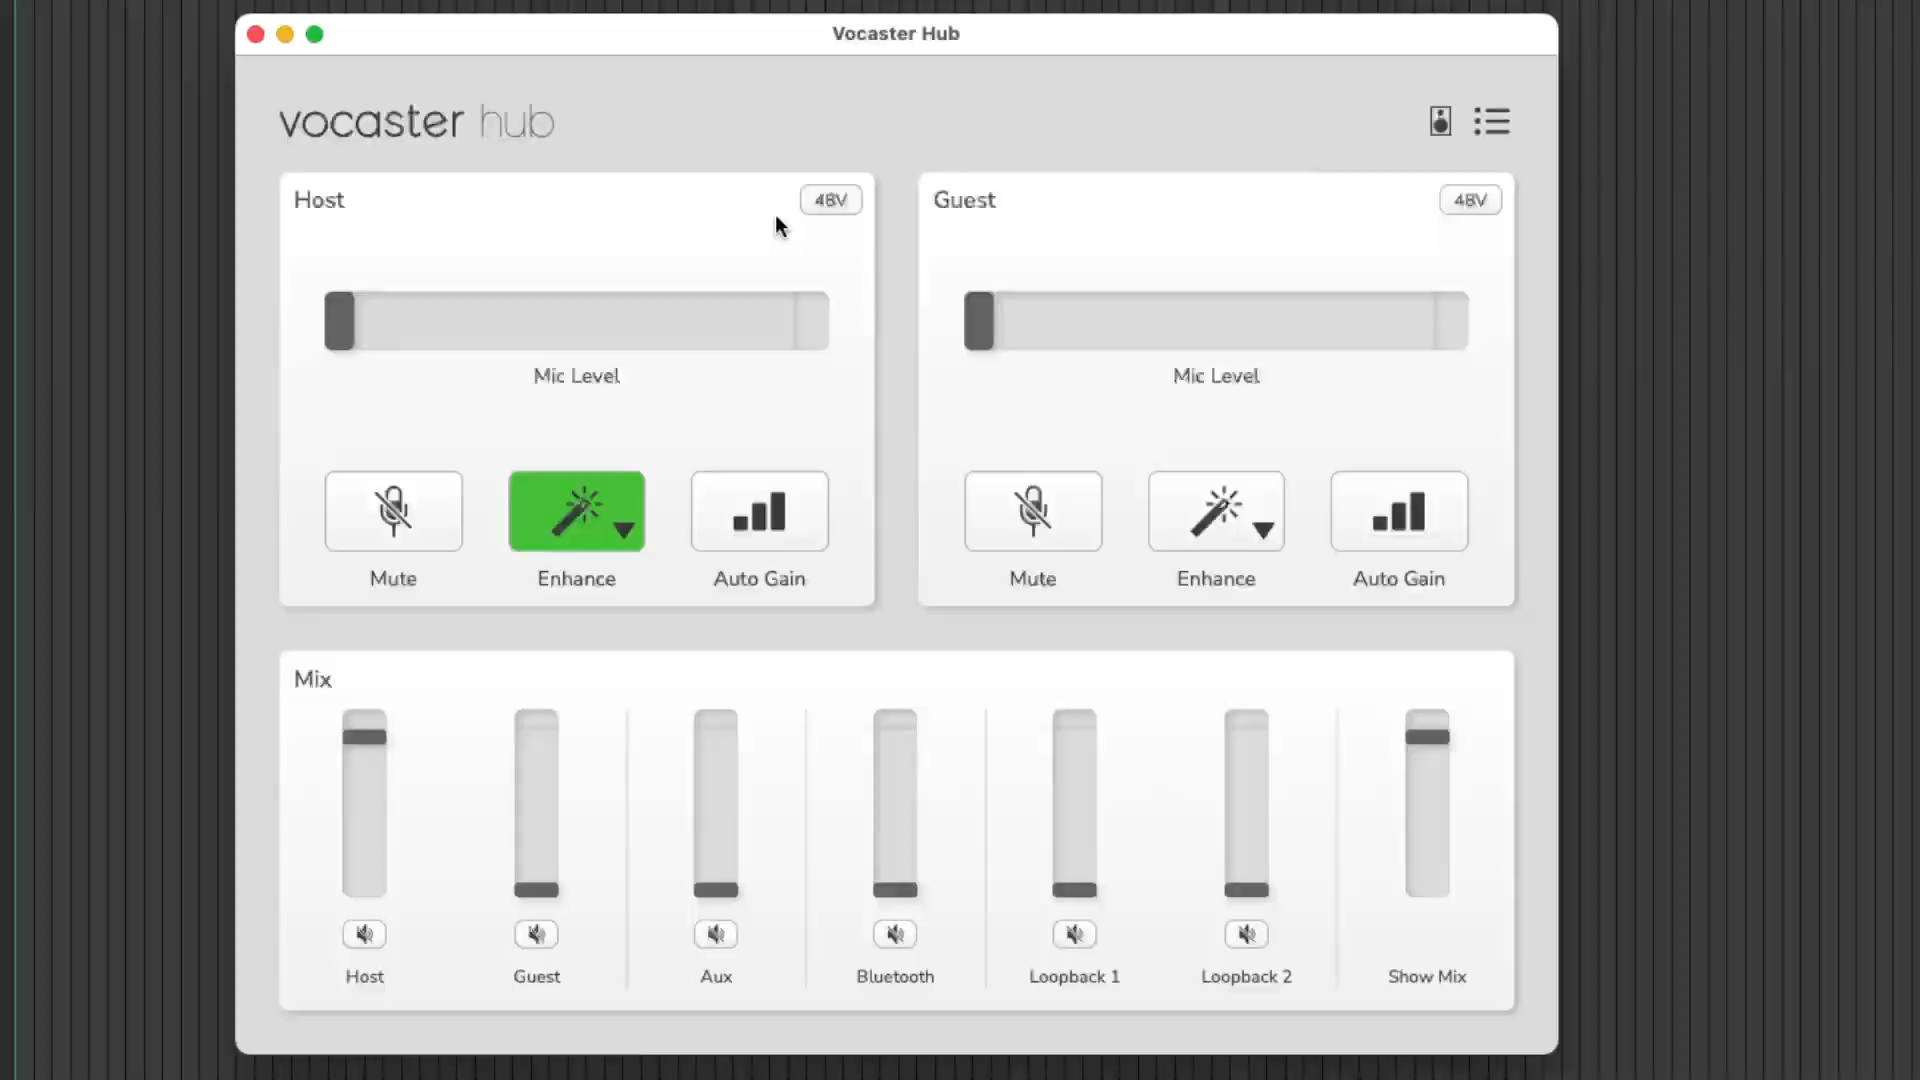 Vocaster Hub
vocaster hub
Host
48V
Guest
48V
Mic Level
Mic Level
Mute
Enhance
Auto Gain
Mute
Enhance
Auto Gain
Mix
Host
Guest
Aux
Bluetooth
Loopback 1
Loopback 2
Show Mix